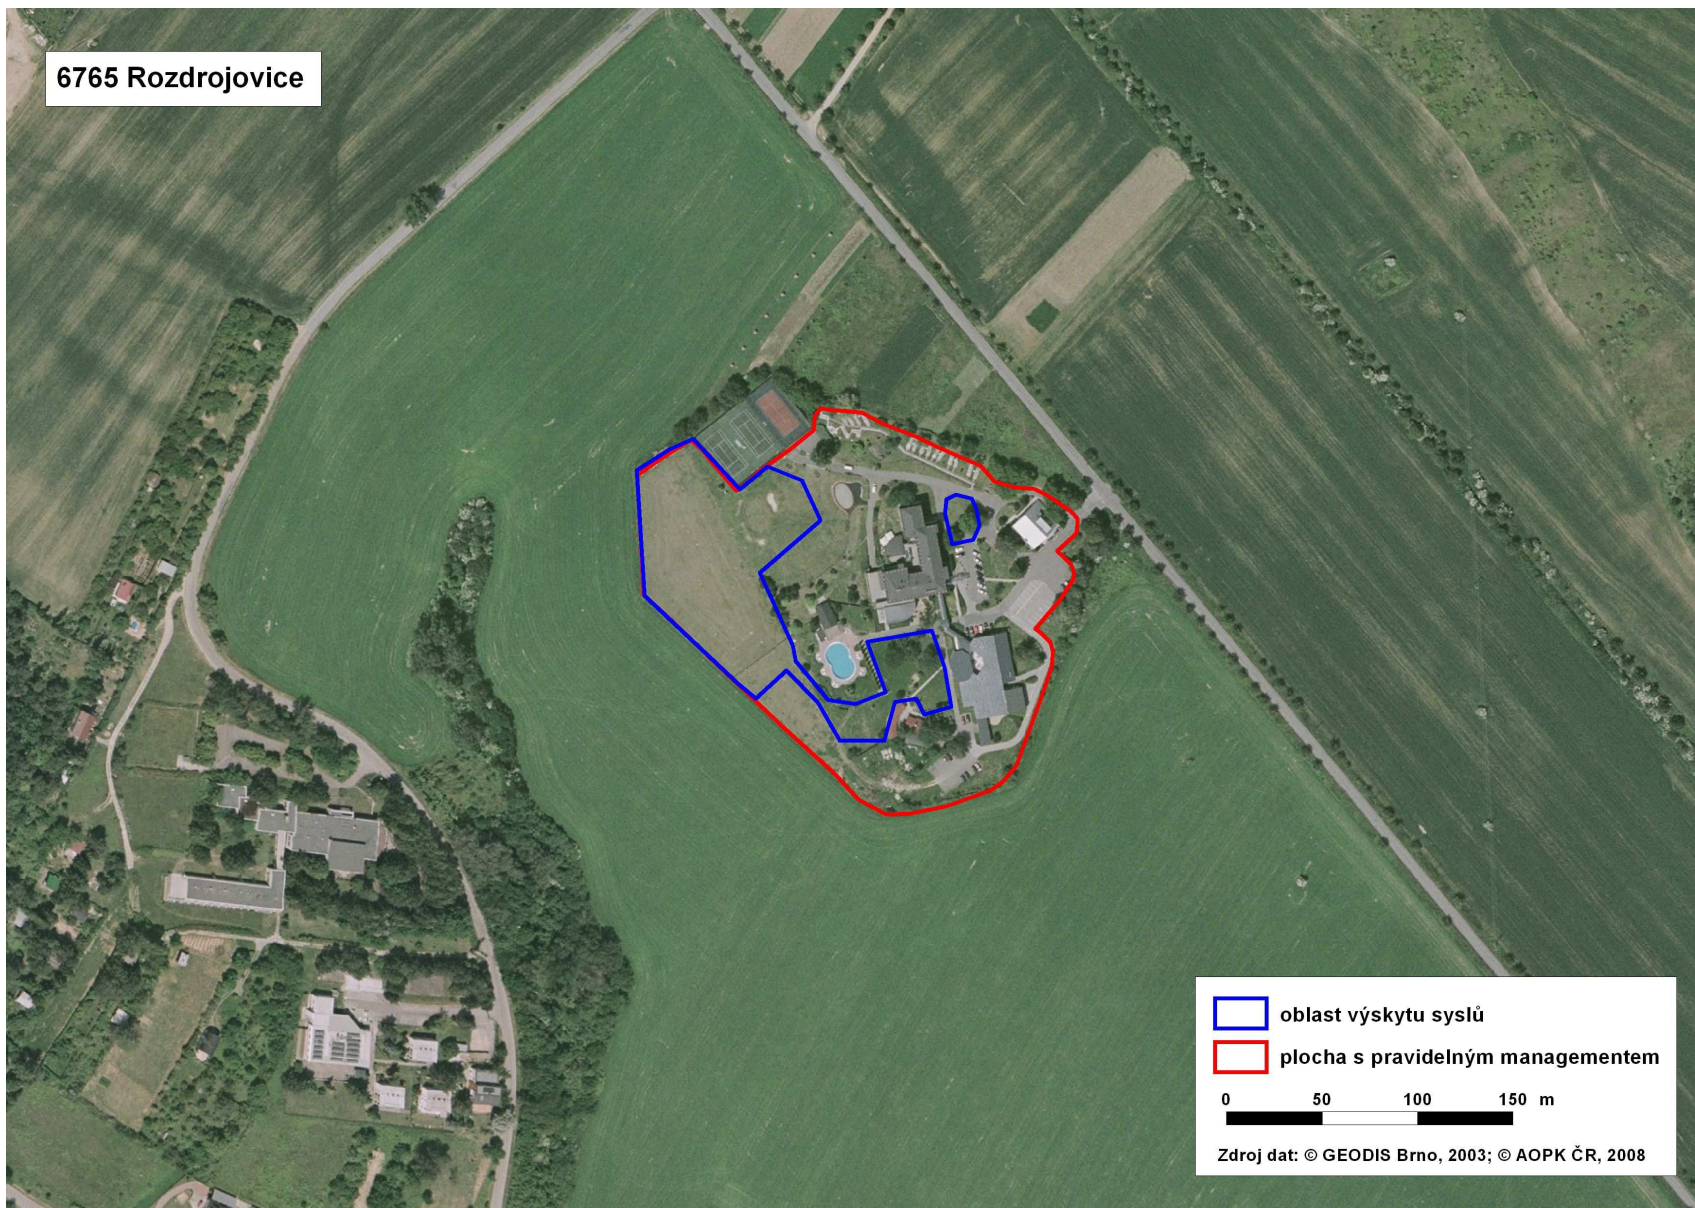 6765 Rozdrojovice
oblast výskytu syslů
plocha s pravidelným managementem
0 50 100 150 m
Zdroj dat: © GEODIS Brno, 2003; © AOPK ČR, 2008